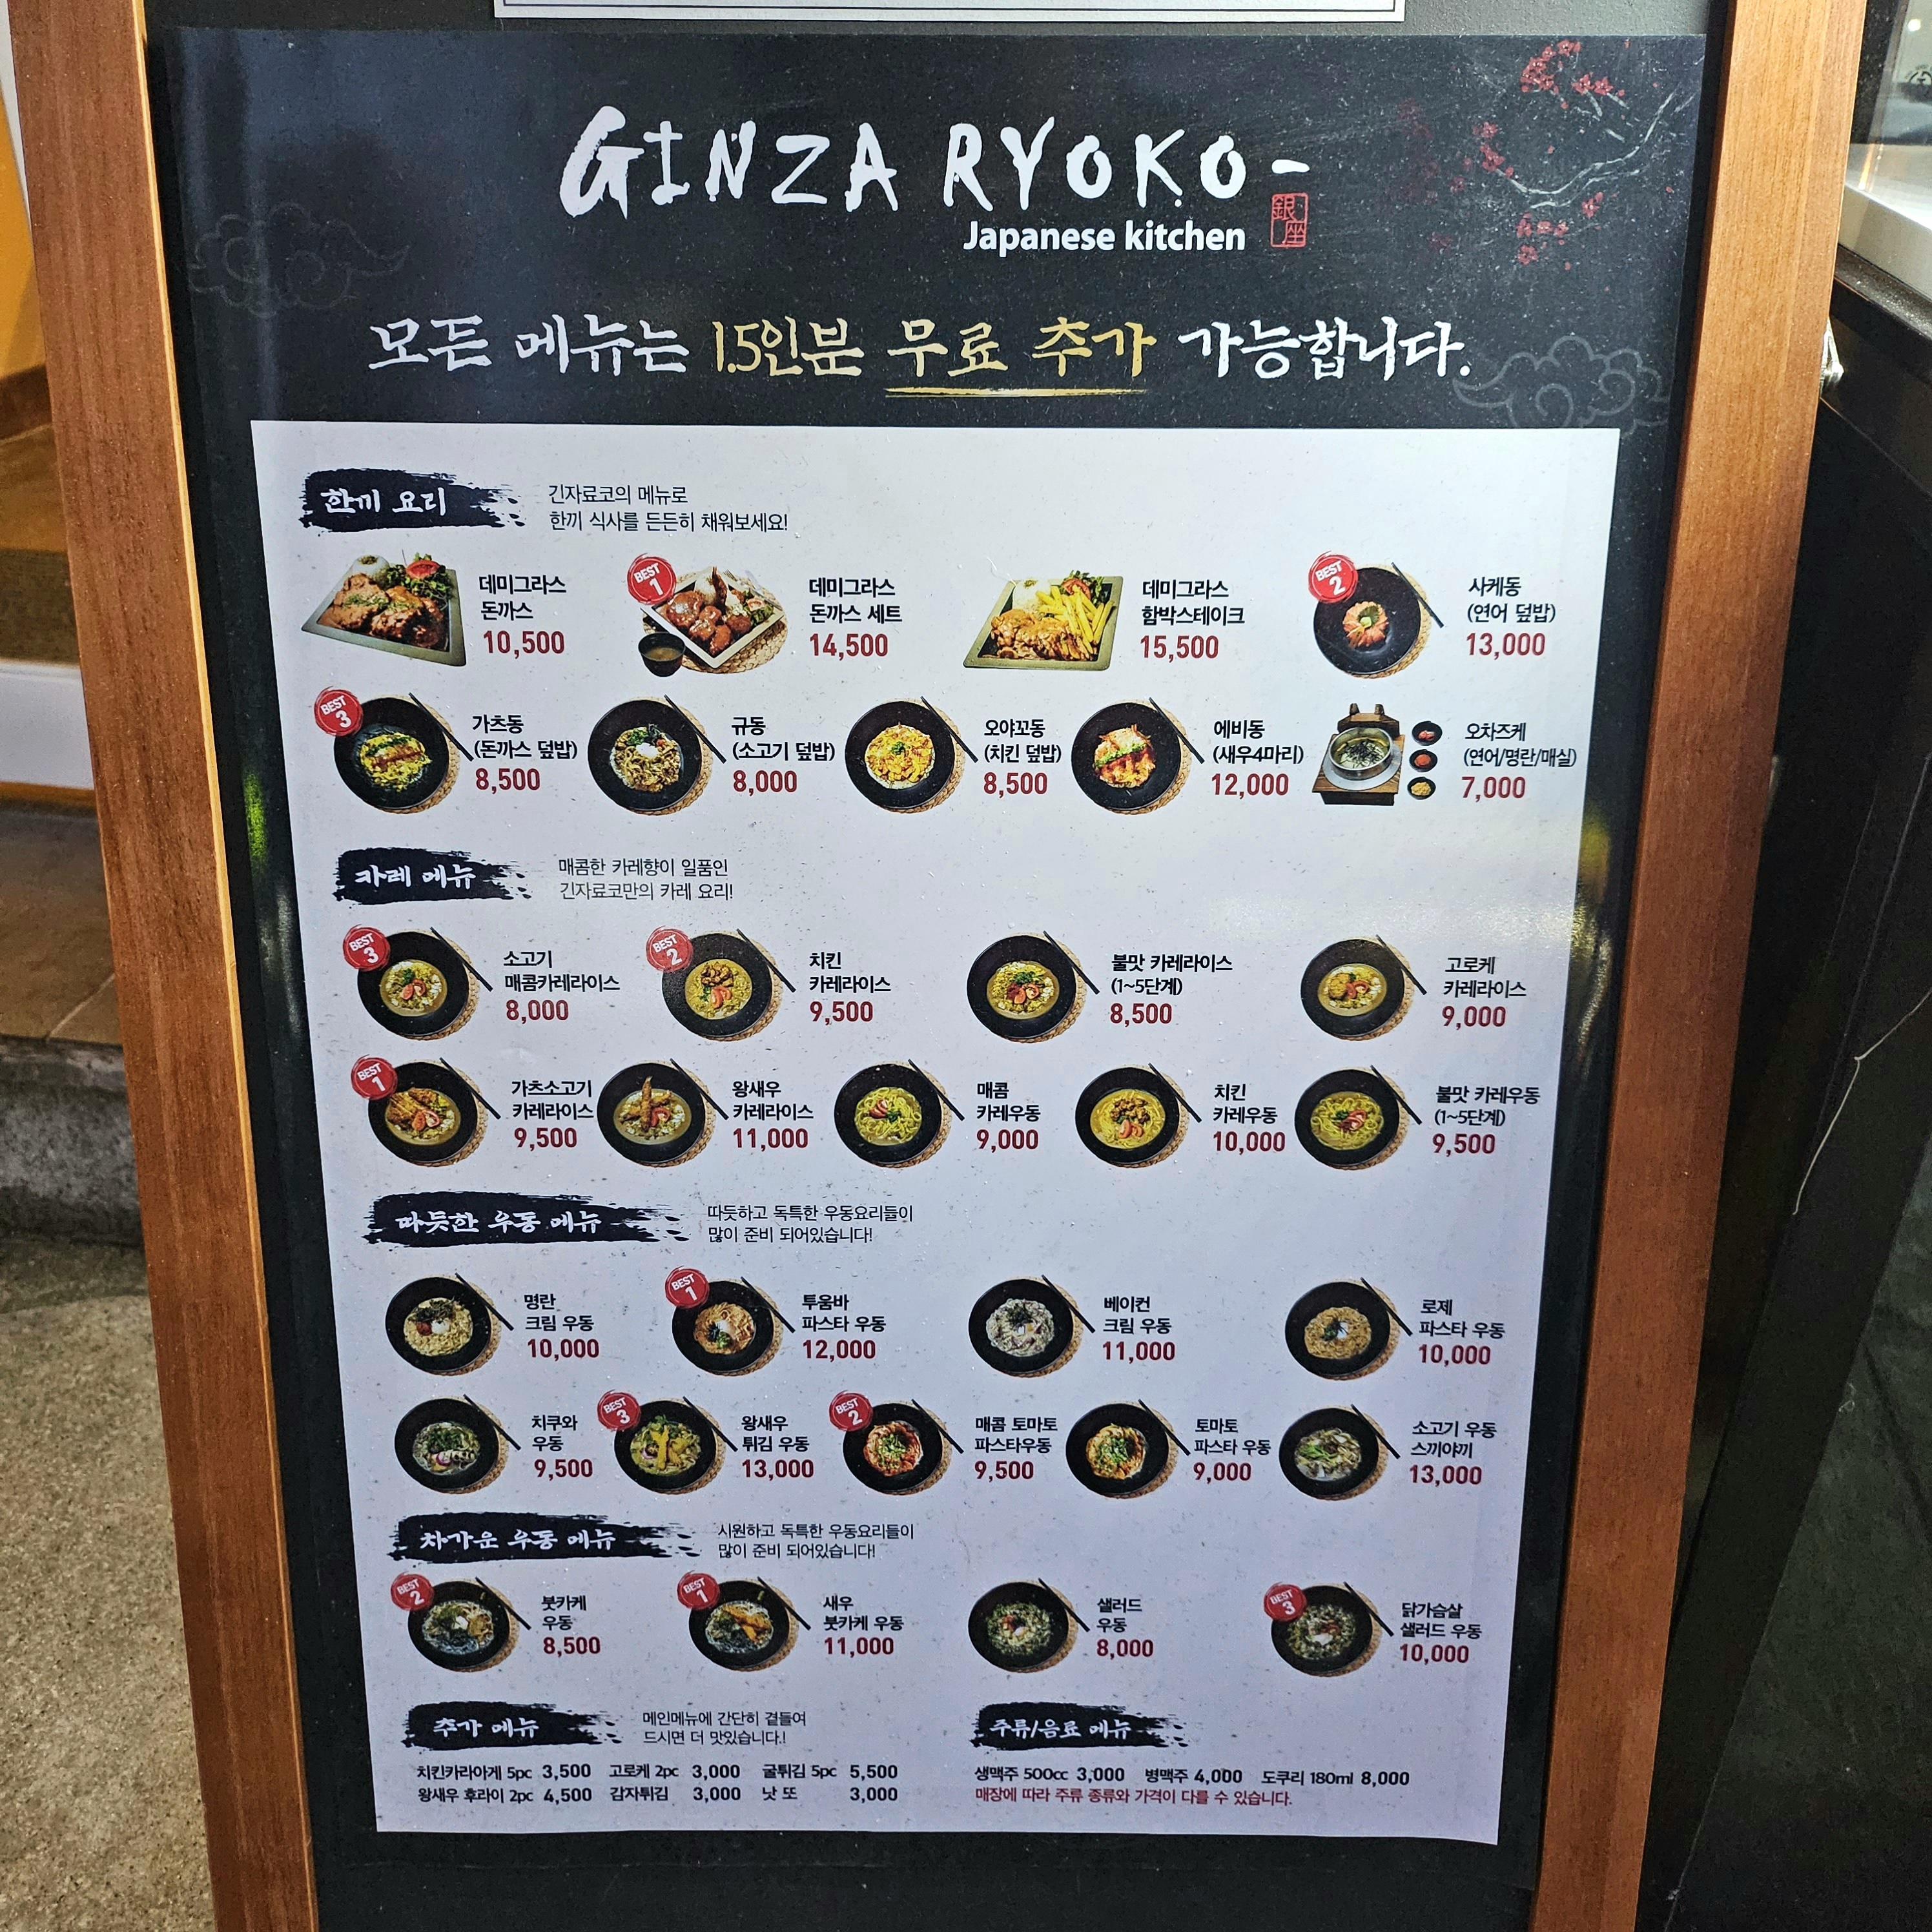 GINZA RYOKO-
Japanese kitchen
銀座
모든 메뉴는 1.5인분 무료 추가 가능합니다.
한끼 요리
긴자료코의 메뉴로
한끼 식사를 든든히 채워보세요!
데미그라스
돈까스
10,500
BEST
1
데미그라스
돈까스 세트
14,500
데미그라스
함박스테이크
15,500
BEST
2
사케동
(연어 덮밥)
13,000
BEST
3
가츠동
(돈까스 덮밥)
8,500
규동
(소고기 덮밥)
8,000
오야꼬동
(치킨 덮밥)
8,500
에비동
(새우4마리)
12,000
오차즈케
(연어/명란/매실)
7,000
카레 메뉴
매콤한 카레향이 일품인
긴자료코만의 카레 요리!
BEST
3
소고기
매콤카레라이스
8,000
BEST
2
치킨
카레라이스
9,500
불맛 카레라이스
(1~5단계)
8,500
고로케
카레라이스
9,000
BEST
1
가츠소고기
카레라이스
9,500
왕새우
카레라이스
11,000
매콤
카레우동
9,000
치킨
카레우동
10,000
불맛 카레우동
(1~5단계)
9,500
따듯한 우동 메뉴
따듯하고 독특한 우동요리들이
많이 준비 되어있습니다!
명란
크림 우동
10,000
BEST
1
투움바
파스타 우동
12,000
베이컨
크림 우동
11,000
로제
파스타 우동
10,000
치쿠와
우동
9,500
BEST
3
왕새우
튀김 우동
13,000
BEST
2
매콤 토마토
파스타우동
9,500
토마토
파스타 우동
9,000
소고기 우동
스끼야끼
13,000
차가운 우동 메뉴
시원하고 독특한 우동요리들이
많이 준비 되어있습니다!
BEST
2
붓카케
우동
8,500
BEST
1
새우
붓카케 우동
11,000
샐러드
우동
8,000
BEST
3
닭가슴살
샐러드 우동
10,000
추가 메뉴
메인메뉴에 간단히 곁들여
드시면 더 맛있습니다.!
치킨카라아게 5pc 3,500 고로케 2pc 3,000 굴튀김 5pc 5,500
왕새우 후라이 2pc 4,500 감자튀김 3,000 낫 또 3,000
주류/음료 메뉴
생맥주 500cc 3,000 병맥주 4,000 도쿠리 180ml 8,000
매장에 따라 주류 종류와 가격이 다를 수 있습니다.